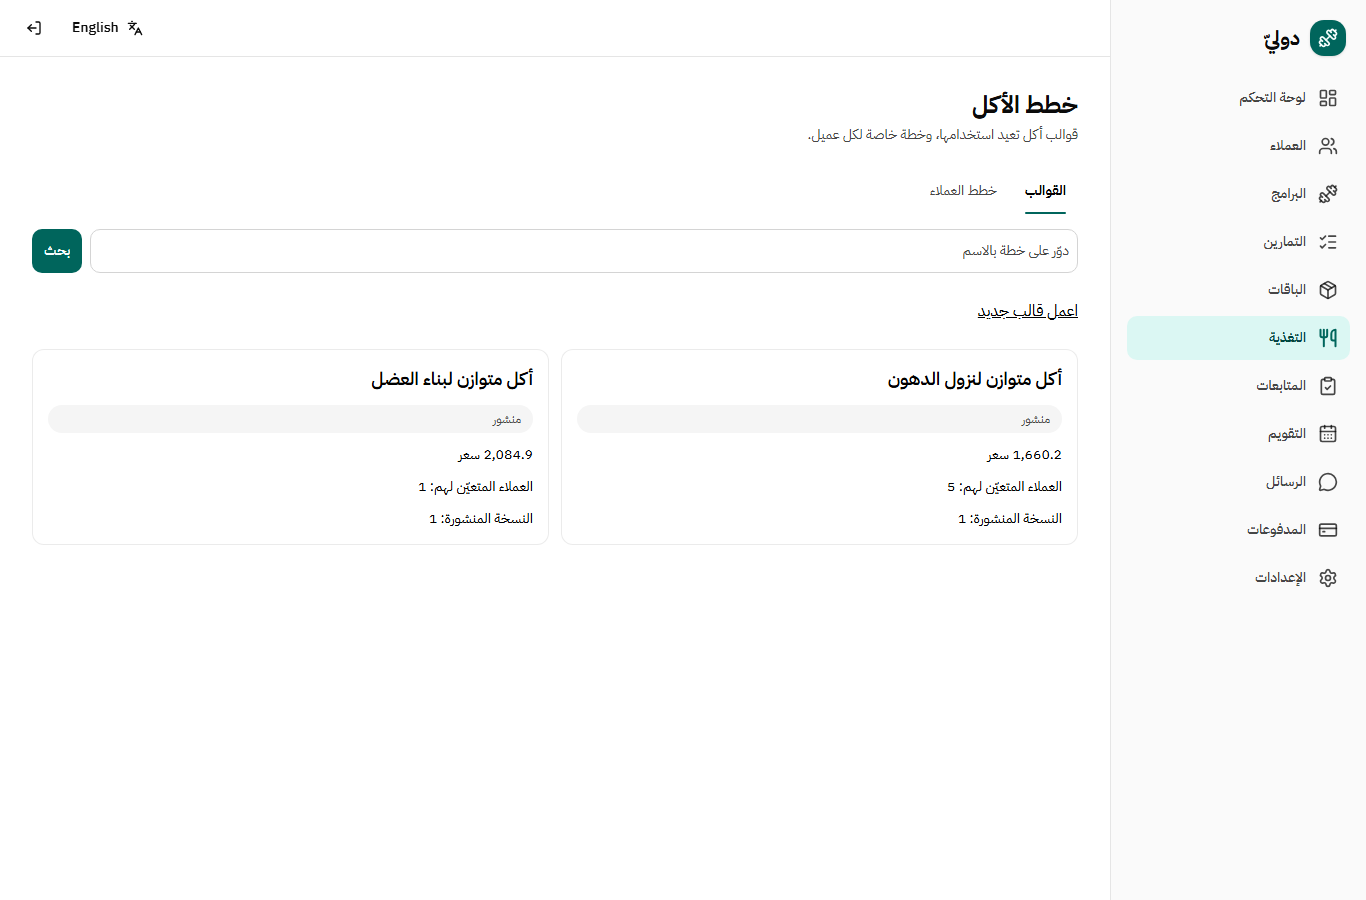 دوليّ
لوحة التحكم
العملاء
البرامج
التمارين
الباقات
التغذية
المتابعات
التقويم
الرسائل
المدفوعات
الإعدادات
English
خطط الأكل
قوالب أكل تعيد استخدامها، وخطة خاصة لكل عميل.
القوالب
خطط العملاء
دوّر على خطة بالاسم
بحث
اعمل قالب جديد
أكل متوازن لنزول الدهون
منشور
1,660.2 سعر
العملاء المتعيّن لهم: 5
النسخة المنشورة: 1
أكل متوازن لبناء العضل
منشور
2,084.9 سعر
العملاء المتعيّن لهم: 1
النسخة المنشورة: 1